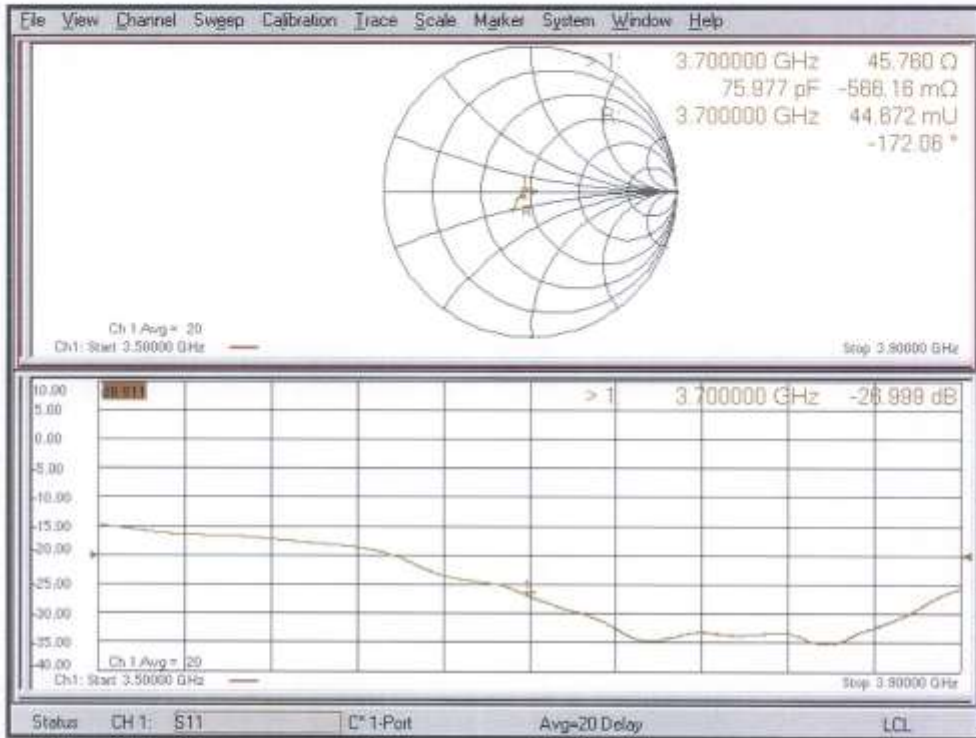 File View Channel Sweep Calibration Trace Scale Marker System Window Help
> 1: 3.700000 GHz 45.760 Ω
75.977 pF -566.16 mΩ
R: 3.700000 GHz 44.672 mU
-172.06 °
Ch 1 Avg = 20
Ch1: Start 3.50000 GHz
Stop 3.90000 GHz
10.00
5.00
0.00
-5.00
-10.00
-15.00
-20.00
-25.00
-30.00
-35.00
-40.00
> 1 3.700000 GHz -26.999 dB
Ch 1 Avg = 20
Ch1: Start 3.50000 GHz
Stop 3.90000 GHz
Status CH 1: S11 C* 1-Port Avg=20 Delay LCL